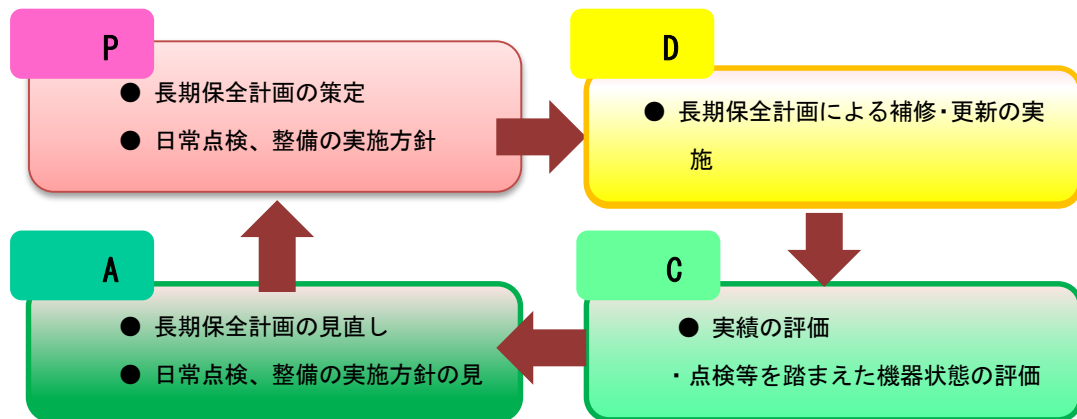 P
● 長期保全計画の策定
● 日常点検、整備の実施方針
D
● 長期保全計画による補修・更新の実
施
C
● 実績の評価
・点検等を踏まえた機器状態の評価
A
● 長期保全計画の見直し
● 日常点検、整備の実施方針の見